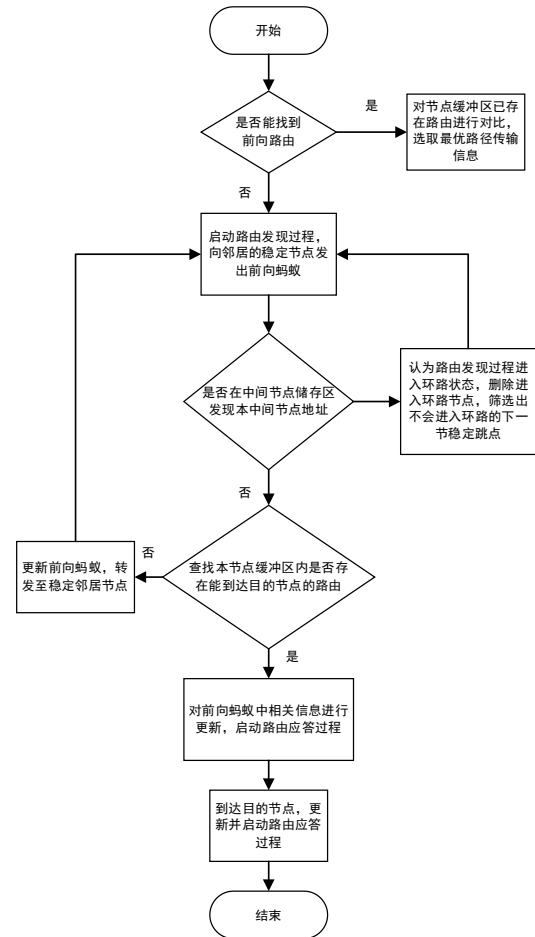 开始
是否能找到
前向路由
是
对节点缓冲区已存
在路由进行对比，
选取最优路径传输
信息
否
启动路由发现过程，
向邻居的稳定节点发
出前向蚂蚁
是否在中间节点储存区
发现本中间节点地址
认为路由发现过程进
入环路状态，删除进
入环路节点，筛选出
不会进入环路的下一
节稳定跳点
否
查找本节点缓冲区内是否存
在能到达目的节点的路由
否
更新前向蚂蚁，转
发至稳定邻居节点
是
对前向蚂蚁中相关信息进行
更新，启动路由应答过程
到达目的节点，更
新并启动路由应答
过程
结束